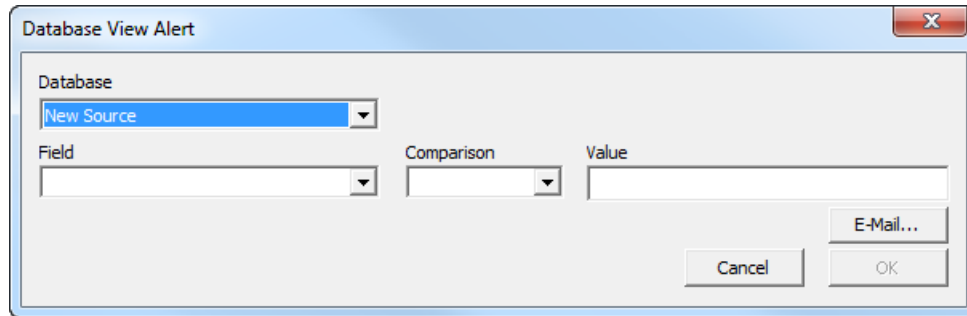 Database View Alert
Database
New Source
Field Comparison Value
E-Mail...
Cancel OK